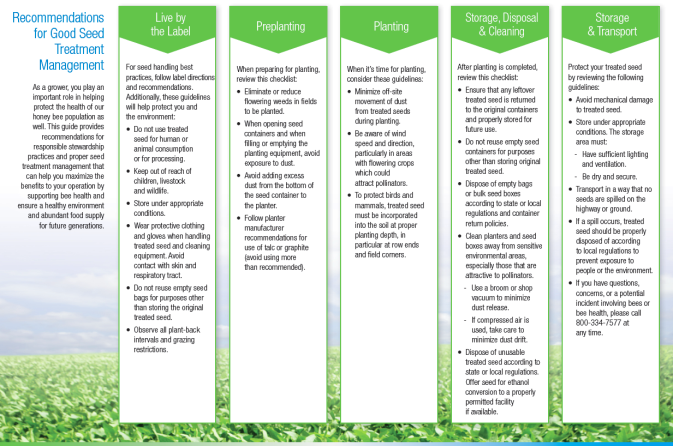 Recommendations
for Good Seed
Treatment
Management
As a grower, you play an
important role in helping
protect the health of our
honey bee population as
well. This guide provides
recommendations for
responsible stewardship
practices and proper seed
treatment management that
can help you maximize the
benefits to your operation by
supporting bee health and
ensure a healthy environment
and abundant food supply
for future generations.
Live by
the Label
For seed handling best
practices, follow label directions
and recommendations.
Additionally, these guidelines
will help protect you and
the environment:
• Do not use treated
seed for human or
animal consumption
or for processing.
• Keep out of reach of
children, livestock
and wildlife.
• Store under appropriate
conditions.
• Wear protective clothing
and gloves when handling
treated seed and cleaning
equipment. Avoid
contact with skin and
respiratory tract.
• Do not reuse empty seed
bags for purposes other
than storing the original
treated seed.
• Observe all plant-back
intervals and grazing
restrictions.
Preplanting
When preparing for planting,
review this checklist:
• Eliminate or reduce
flowering weeds in fields
to be planted.
• When opening seed
containers and when
filling or emptying the
planting equipment, avoid
exposure to dust.
• Avoid adding excess
dust from the bottom of
the seed container to
the planter.
• Follow planter
manufacturer
recommendations for
use of talc or graphite
(avoid using more
than recommended).
Planting
When it's time for planting,
consider these guidelines:
• Minimize off-site
movement of dust
from treated seeds
during planting.
• Be aware of wind
speed and direction,
particularly in areas
with flowering crops
which could
attract pollinators.
• To protect birds and
mammals, treated seed
must be incorporated
into the soil at proper
planting depth, in
particular at row ends
and field corners.
Storage, Disposal
& Cleaning
After planting is completed,
review this checklist:
• Ensure that any leftover
treated seed is returned
to the original containers
and properly stored for
future use.
• Do not reuse empty seed
containers for purposes
other than storing original
treated seed.
• Dispose of empty bags
or bulk seed boxes
according to state or local
regulations and container
return policies.
• Clean planters and seed
boxes away from sensitive
environmental areas,
especially those that are
attractive to pollinators.
- Use a broom or shop
vacuum to minimize
dust release.
- If compressed air is
used, take care to
minimize dust drift.
• Dispose of unusable
treated seed according to
state or local regulations.
Offer seed for ethanol
conversion to a properly
permitted facility
if available.
Storage
& Transport
Protect your treated seed
by reviewing the following
guidelines:
• Avoid mechanical damage
to treated seed.
• Store under appropriate
conditions. The storage
area must:
- Have sufficient lighting
and ventilation.
- Be dry and secure.
• Transport in a way that no
seeds are spilled on the
highway or ground.
• If a spill occurs, treated
seed should be properly
disposed of according
to local regulations to
prevent exposure to
people or the environment.
• If you have questions,
concerns, or a potential
incident involving bees or
bee health, please call
800-334-7577 at
any time.